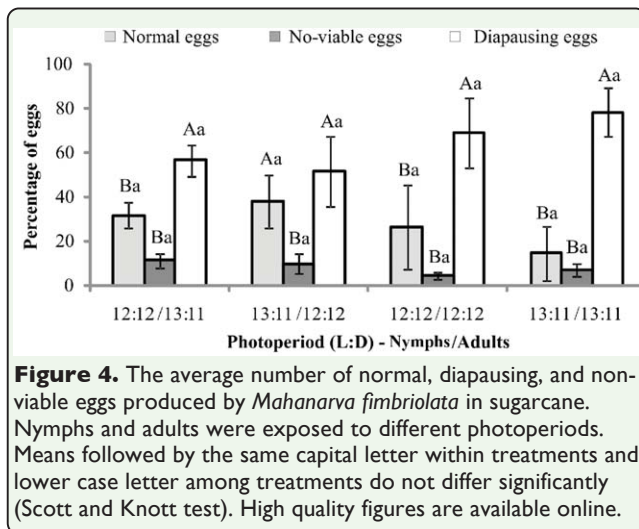 Normal eggs No-viable eggs Diapausing eggs
100
80
60
40
20
0
Percentage of eggs
Ba Ba Aa Aa Ba Aa Ba Ba Aa Ba Ba Aa
12:12/13:11 13:11/12:12 12:12/12:12 13:11/13:11
Photoperiod (L:D) - Nymphs/Adults
Figure 4. The average number of normal, diapausing, and non-
viable eggs produced by Mahanarva fimbriolata in sugarcane.
Nymphs and adults were exposed to different photoperiods.
Means followed by the same capital letter within treatments and
lower case letter among treatments do not differ significantly
(Scott and Knott test). High quality figures are available online.